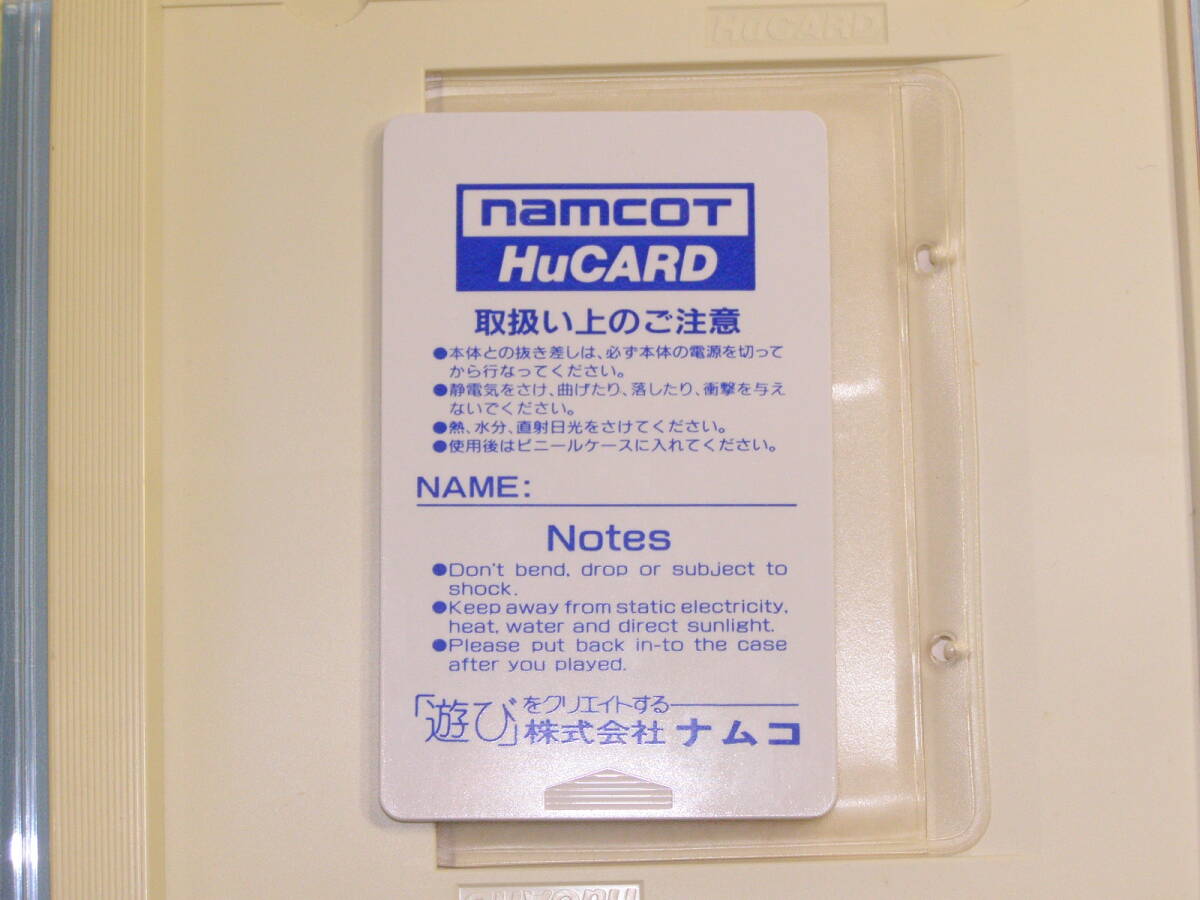 HuCARD
namcoT
HuCARD
取扱い上のご注意
●本体との抜き差しは、必ず本体の電源を切って
から行なってください。
●静電気をさけ、曲げたり、落したり、衝撃を与え
ないでください。
●熱、水分、直射日光をさけてください。
●使用後はビニールケースに入れてください。
NAME:
Notes
●Don't bend, drop or subject to
shock.
●Keep away from static electricity,
heat, water and direct sunlight.
●Please put back in-to the case
after you played.
「遊び」をクリエイトする
株式会社ナムコ